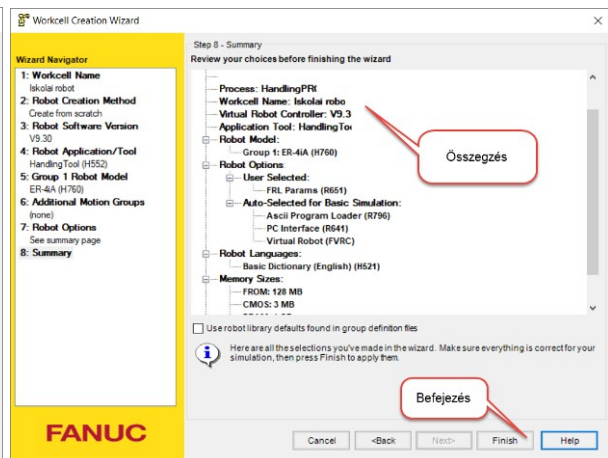 Workcell Creation Wizard
Wizard Navigator
1: Workcell Name
Iskolai robot
2: Robot Creation Method
Create from scratch
3: Robot Software Version
V9.30
4: Robot Application/Tool
HandlingTool (H552)
5: Group 1 Robot Model
ER-4iA (H760)
6: Additional Motion Groups
(none)
7: Robot Options
See summary page
8: Summary
FANUC
Step 8 - Summary
Review your choices before finishing the wizard
Process: HandlingPR
Workcell Name: Iskolai robo
Virtual Robot Controller: V9.3
Application Tool: HandlingToo
Robot Model:
Group 1: ER-4iA (H760)
Robot Options:
User Selected:
FRL Params (R651)
Auto-Selected for Basic Simulation:
Ascii Program Loader (R796)
PC Interface (R641)
Virtual Robot (FVRC)
Robot Languages:
Basic Dictionary (English) (H521)
Memory Sizes:
FROM: 128 MB
CMOS: 3 MB
Összegzés
Use robot library defaults found in group definition files
Here are all the selections you've made in the wizard. Make sure everything is correct for your
simulation, then press Finish to apply them.
Befejezés
Cancel
<Back
Next>
Finish
Help